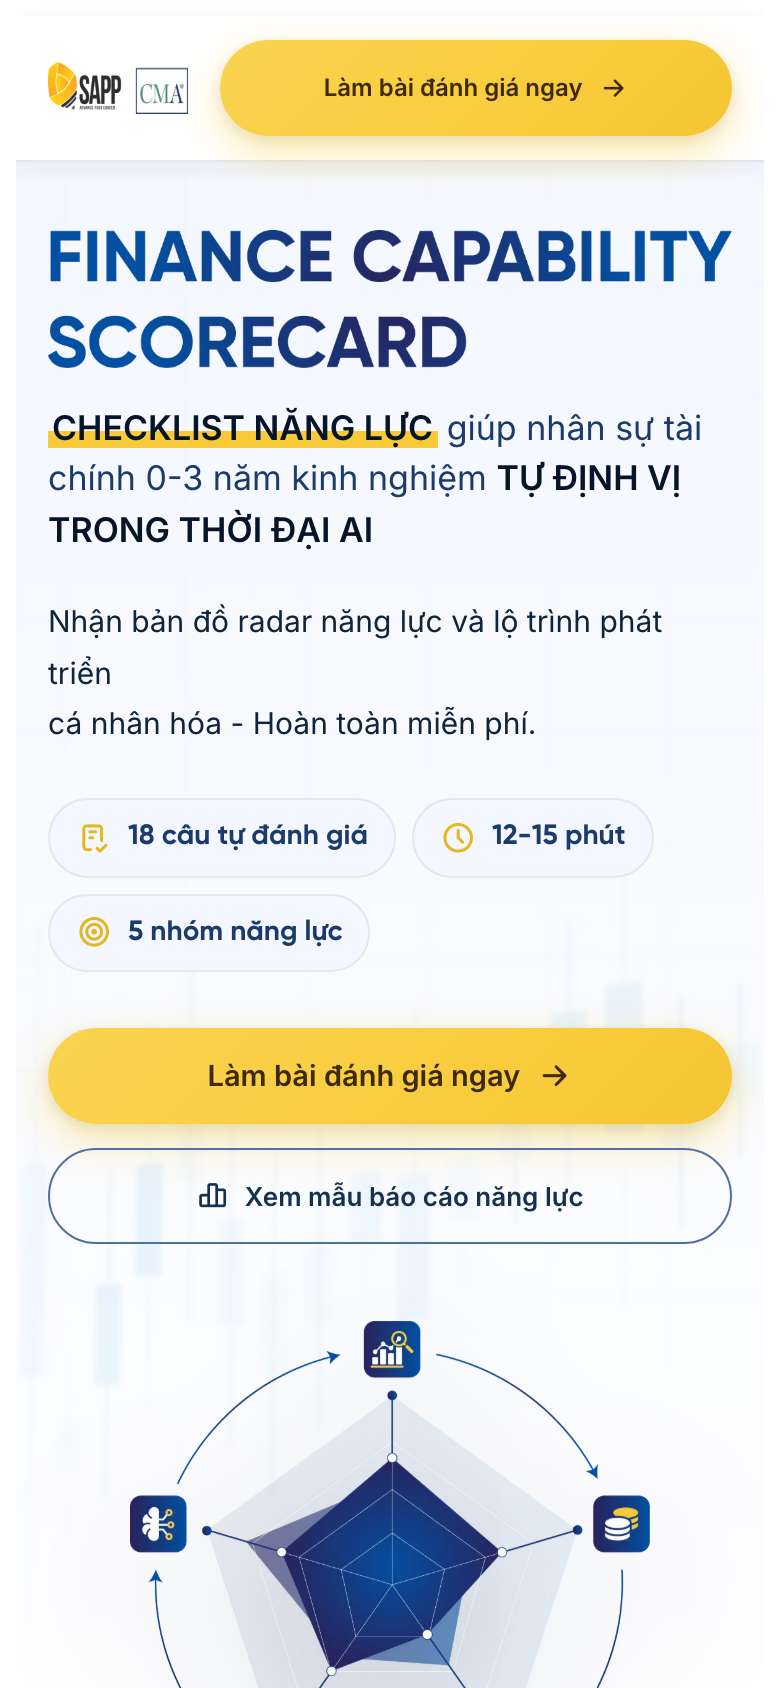 SAPP
CMA
Làm bài đánh giá ngay
FINANCE CAPABILITY
SCORECARD
CHECKLIST NĂNG LỰC giúp nhân sự tài
chính 0-3 năm kinh nghiệm TỰ ĐỊNH VỊ
TRONG THỜI ĐẠI AI
Nhận bản đồ radar năng lực và lộ trình phát
triển
cá nhân hóa - Hoàn toàn miễn phí.
18 câu tự đánh giá
12-15 phút
5 nhóm năng lực
Làm bài đánh giá ngay
Xem mẫu báo cáo năng lực